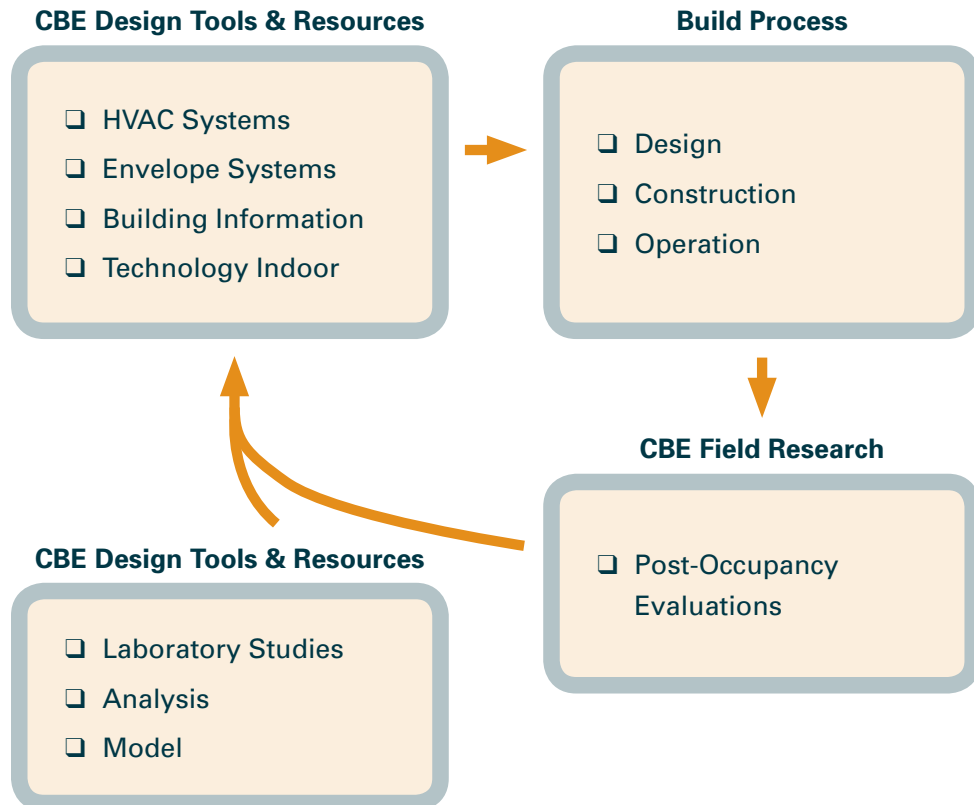 CBE Design Tools & Resources
❑ HVAC Systems
❑ Envelope Systems
❑ Building Information
❑ Technology Indoor
Build Process
❑ Design
❑ Construction
❑ Operation
CBE Field Research
❑ Post-Occupancy
Evaluations
CBE Design Tools & Resources
❑ Laboratory Studies
❑ Analysis
❑ Model